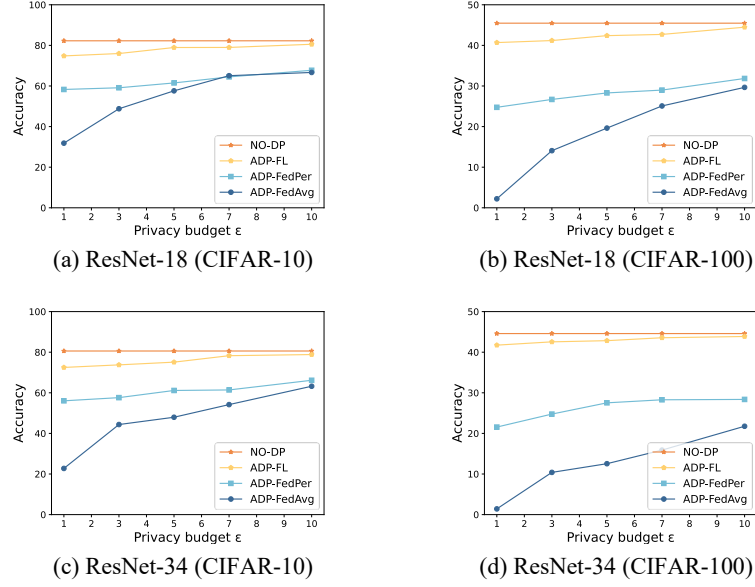 100
80
60
40
20
0
Accuracy
1 2 3 4 5 6 7 8 9 10
Privacy budget ε
NO-DP
ADP-FL
ADP-FedPer
ADP-FedAvg
(a) ResNet-18 (CIFAR-10)
50
40
30
20
10
0
Accuracy
1 2 3 4 5 6 7 8 9 10
Privacy budget ε
NO-DP
ADP-FL
ADP-FedPer
ADP-FedAvg
(b) ResNet-18 (CIFAR-100)
100
80
60
40
20
0
Accuracy
1 2 3 4 5 6 7 8 9 10
Privacy budget ε
NO-DP
ADP-FL
ADP-FedPer
ADP-FedAvg
(c) ResNet-34 (CIFAR-10)
50
40
30
20
10
0
Accuracy
1 2 3 4 5 6 7 8 9 10
Privacy budget ε
NO-DP
ADP-FL
ADP-FedPer
ADP-FedAvg
(d) ResNet-34 (CIFAR-100)